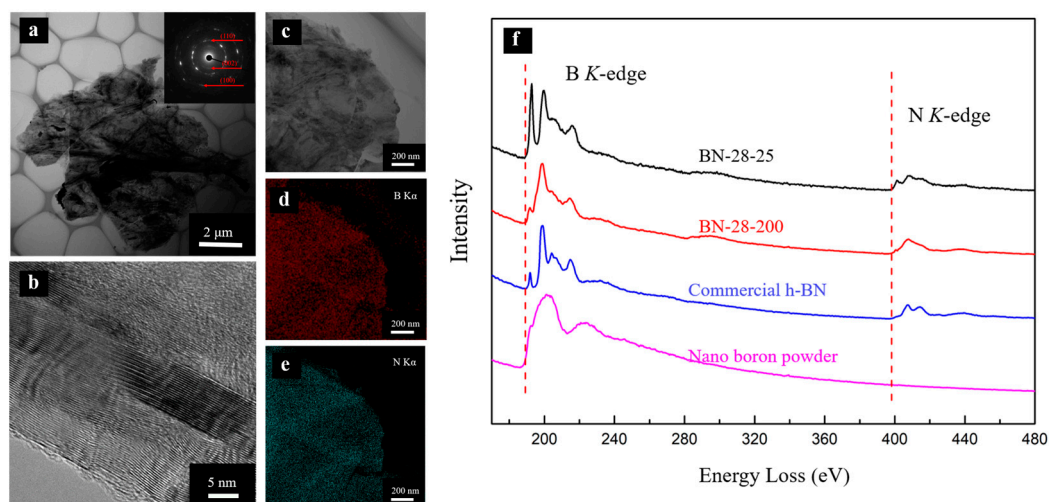 a
(110)
(002)
(100)
2 μm
b
5 nm
c
200 nm
d
B Kα
200 nm
e
N Kα
200 nm
f
B K-edge
N K-edge
BN-28-25
BN-28-200
Commercial h-BN
Nano boron powder
Intensity
200 240 280 320 360 400 440 480
Energy Loss (eV)